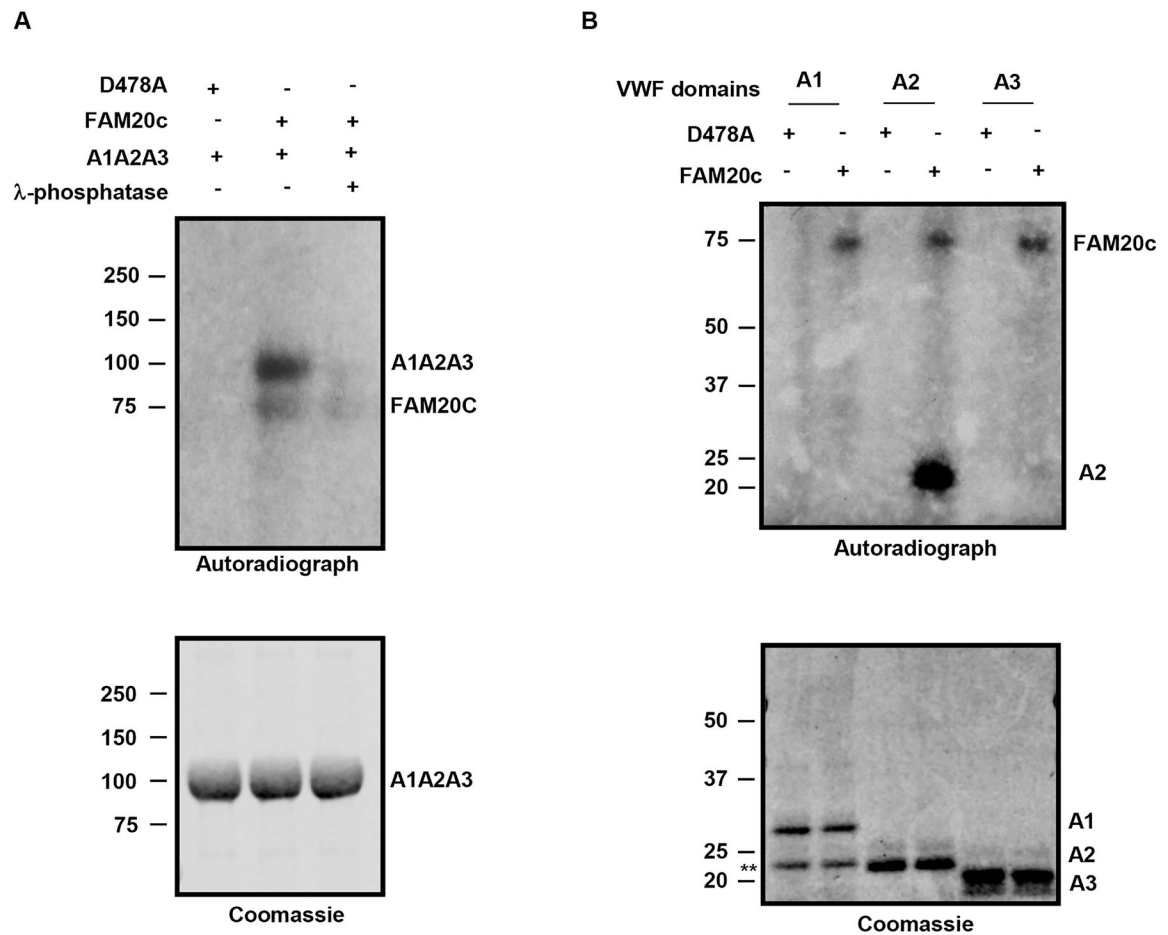 A
D478A + - -
FAM20c - + +
A1A2A3 + + +
λ-phosphatase - - +
250
150
100
75
A1A2A3
FAM20C
Autoradiograph
250
150
100
75
A1A2A3
Coomassie
B
VWF domains A1 A2 A3
D478A + - + - + -
FAM20c - + - + - +
75
50
37
25
20
FAM20c
A2
Autoradiograph
50
37
25
**
20
A1
A2
A3
Coomassie